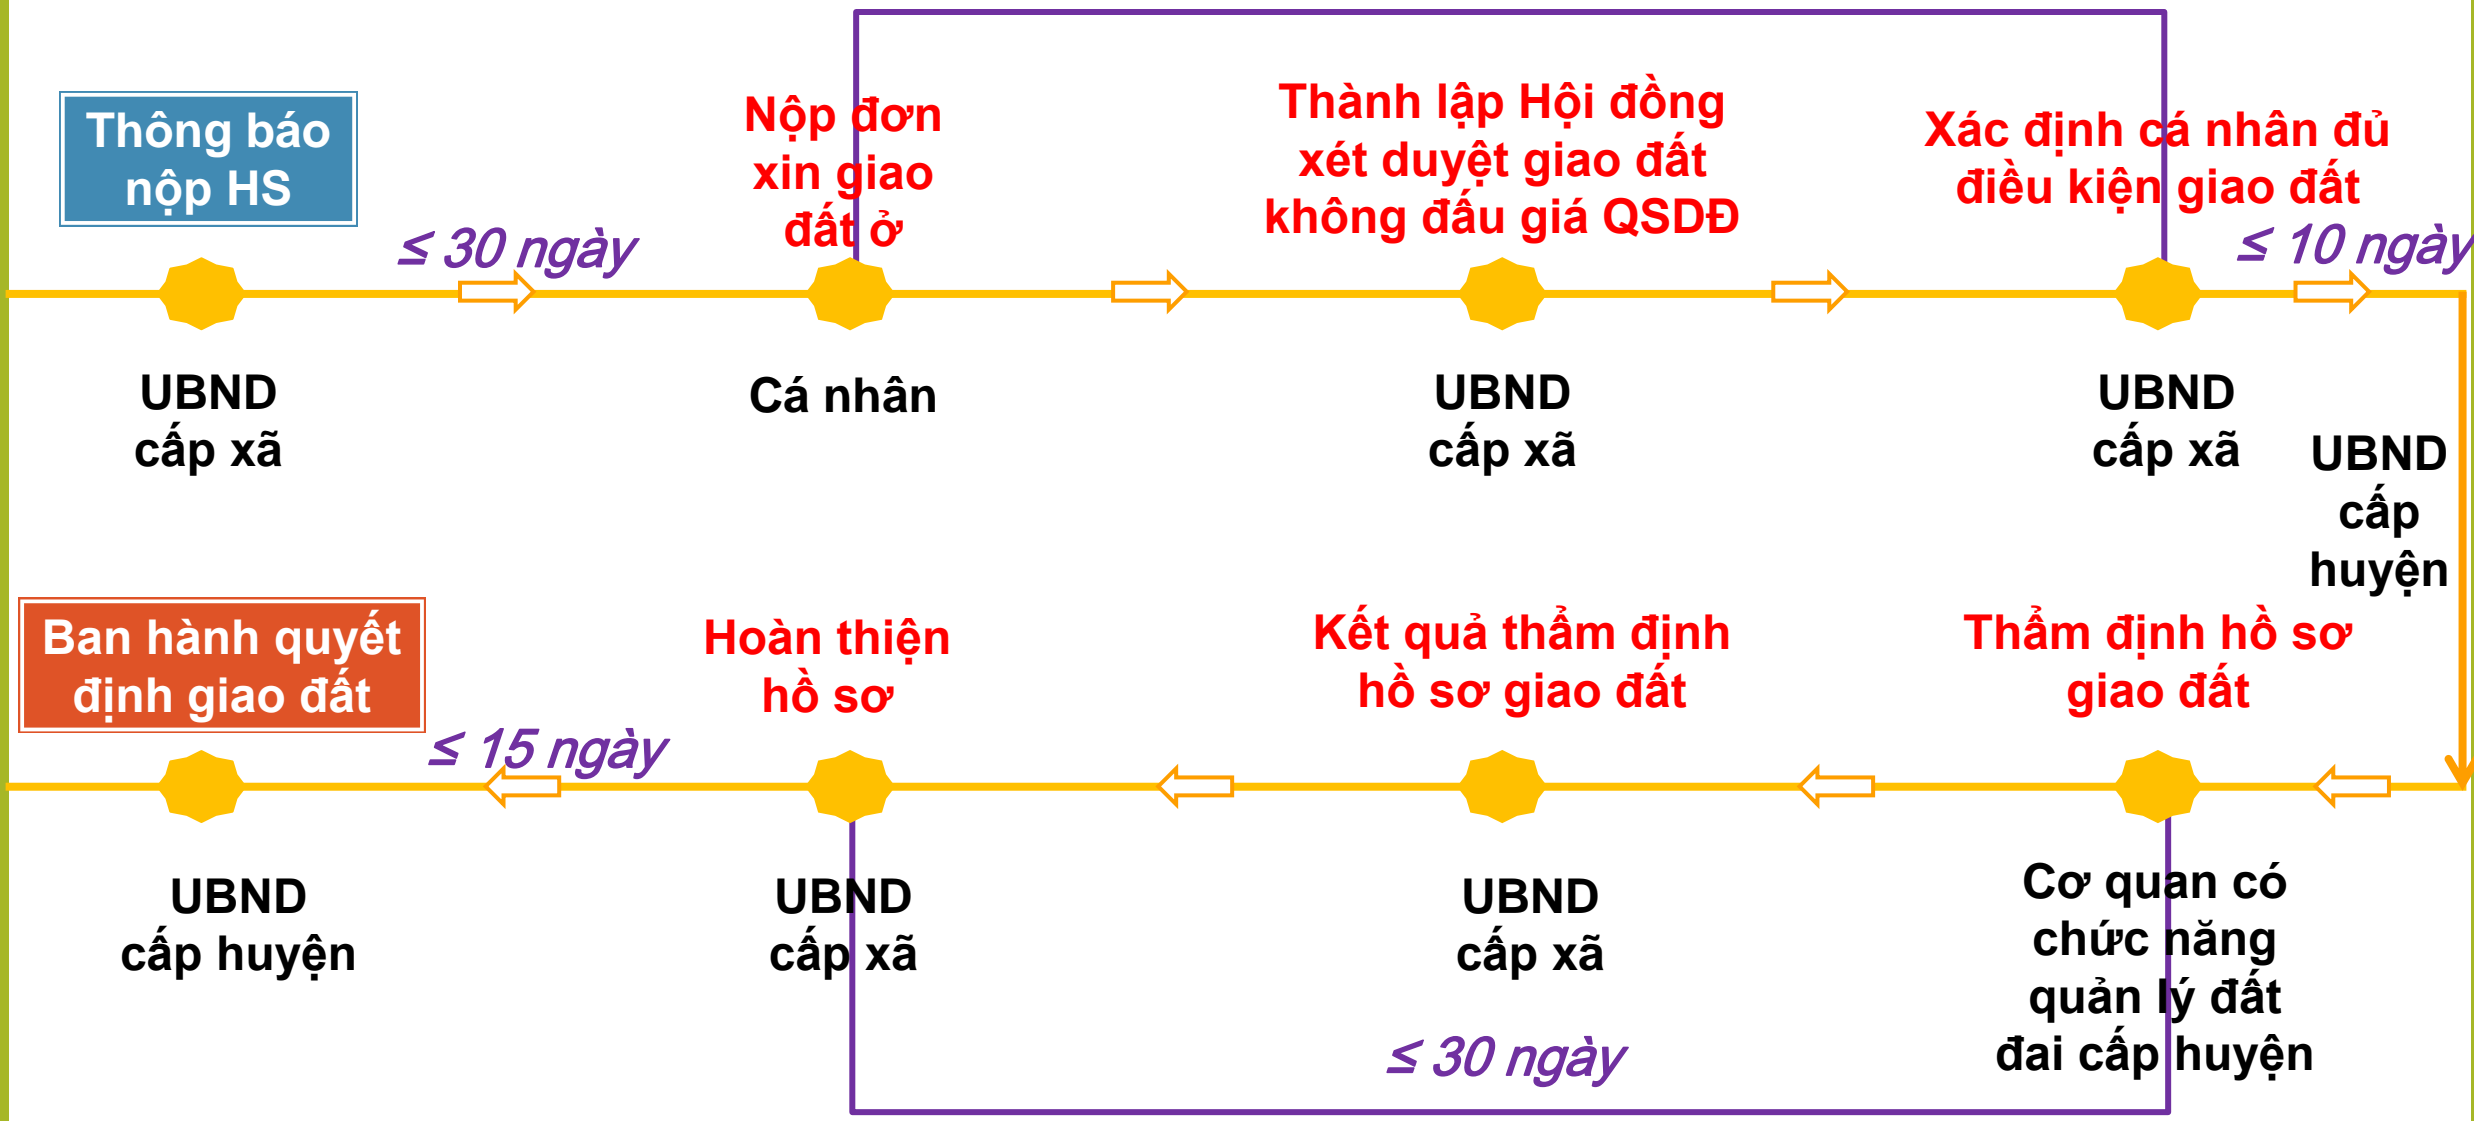 Thông báo
nộp HS
≤ 30 ngày
Nộp đơn
xin giao
đất ở
Thành lập Hội đồng
xét duyệt giao đất
không đấu giá QSDĐ
Xác định cá nhân đủ
điều kiện giao đất
≤ 10 ngày
UBND
cấp xã
Cá nhân
UBND
cấp xã
UBND
cấp xã
UBND
cấp
huyện
Ban hành quyết
định giao đất
≤ 15 ngày
Hoàn thiện
hồ sơ
Kết quả thẩm định
hồ sơ giao đất
Thẩm định hồ sơ
giao đất
UBND
cấp huyện
UBND
cấp xã
UBND
cấp xã
Cơ quan có
chức năng
quản lý đất
đai cấp huyện
≤ 30 ngày